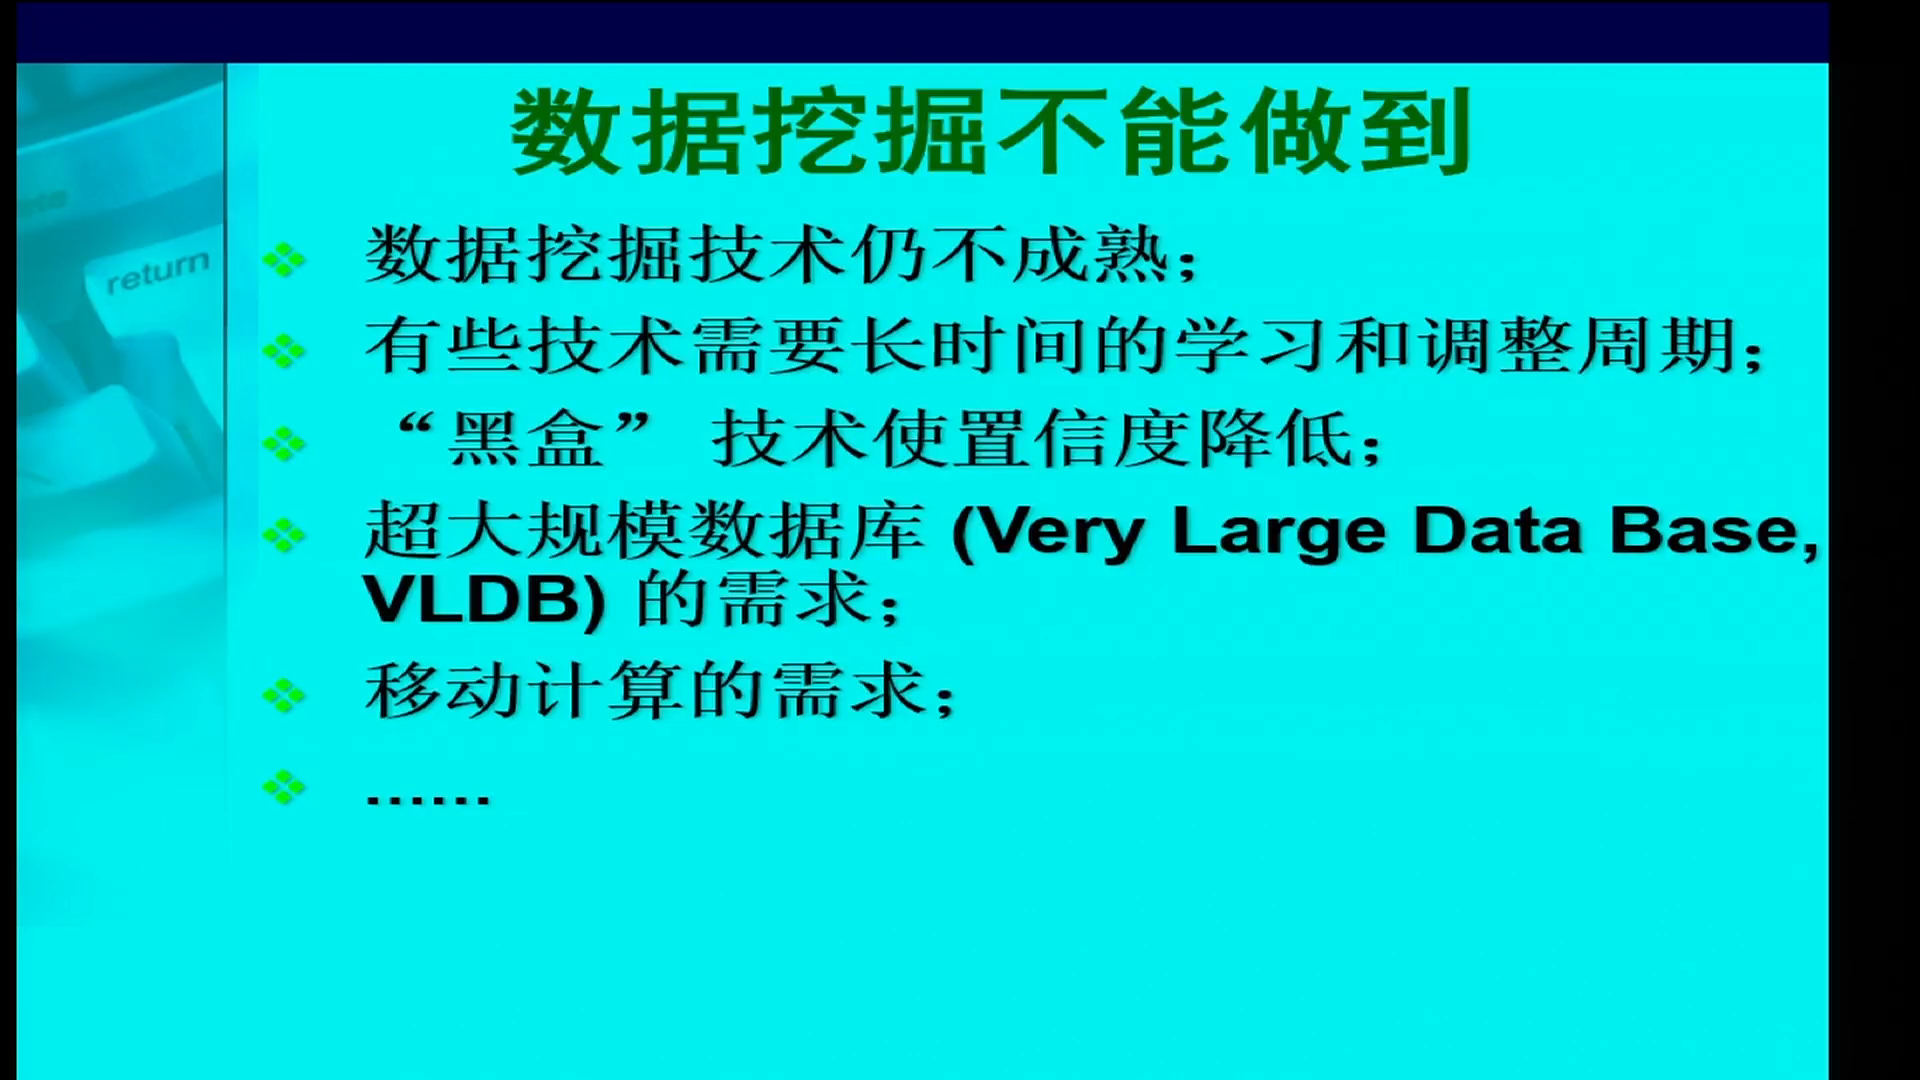 数据挖掘不能做到
return
数据挖掘技术仍不成熟；
有些技术需要长时间的学习和调整周期；
“黑盒” 技术使置信度降低；
超大规模数据库 (Very Large Data Base,
VLDB) 的需求；
移动计算的需求；
......